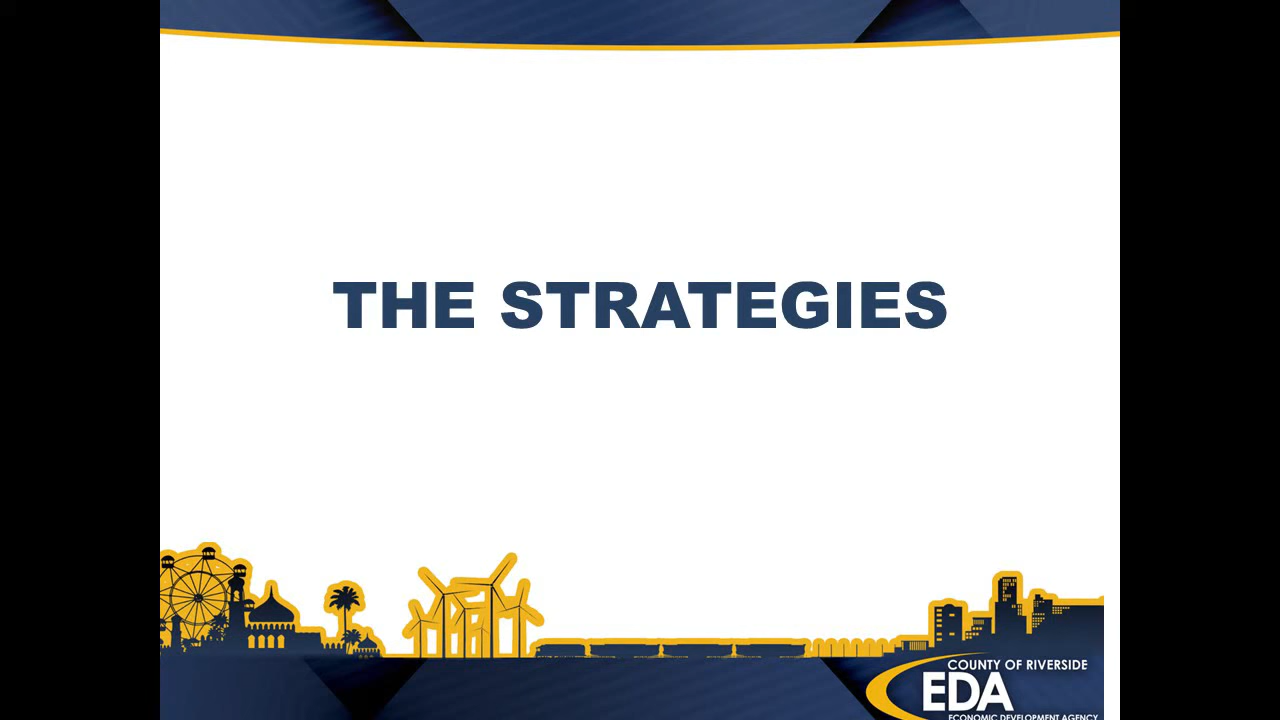 THE STRATEGIES
COUNTY OF RIVERSIDE
EDA
ECONOMIC DEVELOPMENT AGENCY